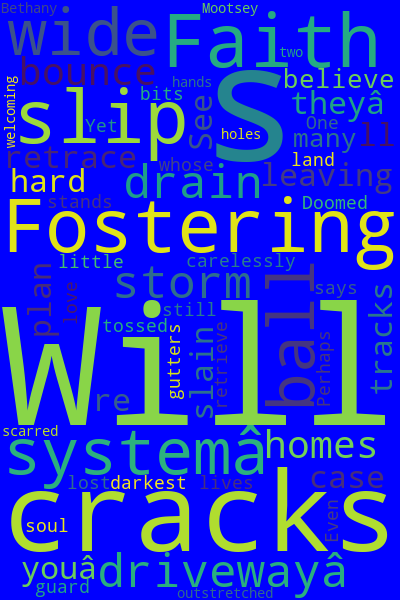 Bethany Mootsey
wide Faith
two
bounce S believe
hands
welcoming slip bits theyâ
Yet See holes One many ll
retrace whose land
hard drain leaving
stands Doomed
Fostering
little carelessly
plan love storm ball says tracks
still
tossed gutters slain retrieve Perhaps
Will
re
scarred
systemâ homes
lost darkest lives case
cracks
soul Even
youâ drivewayâ
guard outstretched